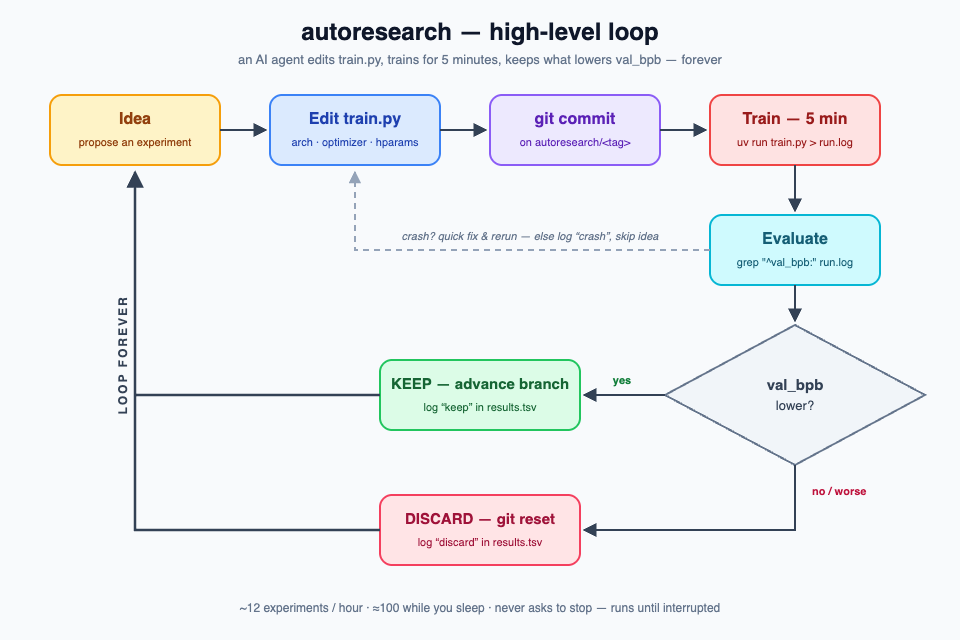 autoresearch — high-level loop
an AI agent edits train.py, trains for 5 minutes, keeps what lowers val_bpb — forever
Idea
propose an experiment
Edit train.py
arch · optimizer · hparams
git commit
on autoresearch/<tag>
Train — 5 min
uv run train.py > run.log
crash? quick fix & rerun — else log “crash”, skip idea
Evaluate
grep "^val_bpb:" run.log
LOOP FOREVER
KEEP — advance branch
log “keep” in results.tsv
yes
val_bpb
lower?
no / worse
DISCARD — git reset
log “discard” in results.tsv
~12 experiments / hour · ≈100 while you sleep · never asks to stop — runs until interrupted